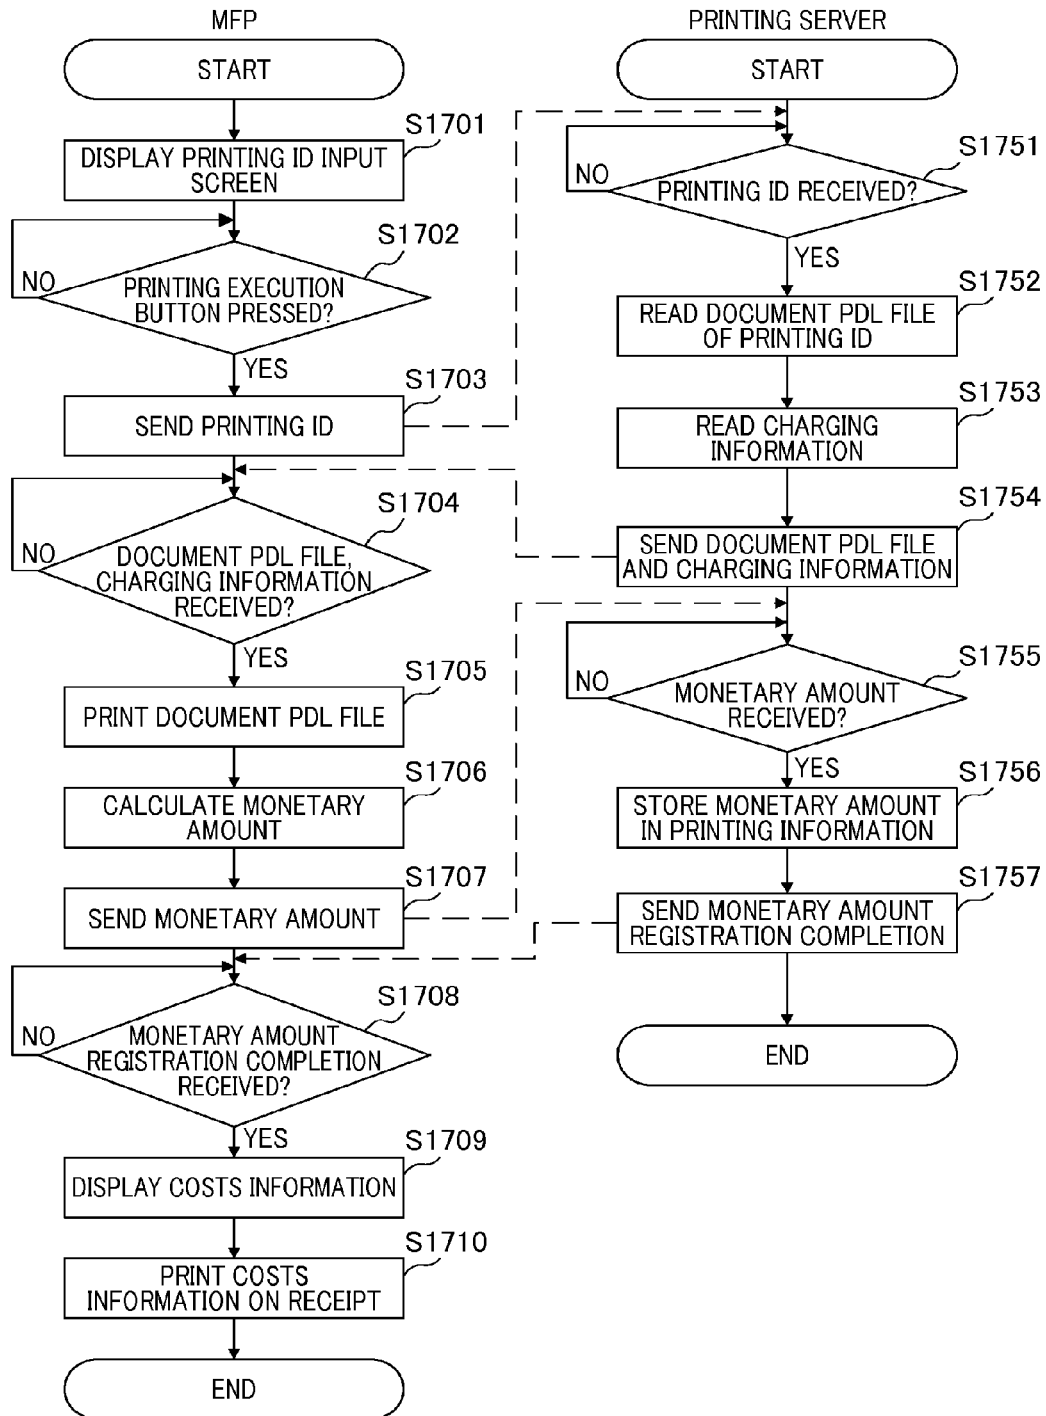 MFP
START
S1701
DISPLAY PRINTING ID INPUT
SCREEN
S1702
NO
PRINTING EXECUTION
BUTTON PRESSED?
YES
S1703
SEND PRINTING ID
S1704
NO
DOCUMENT PDL FILE,
CHARGING INFORMATION
RECEIVED?
YES
S1705
PRINT DOCUMENT PDL FILE
S1706
CALCULATE MONETARY
AMOUNT
S1707
SEND MONETARY AMOUNT
S1708
NO
MONETARY AMOUNT
REGISTRATION COMPLETION
RECEIVED?
YES
S1709
DISPLAY COSTS INFORMATION
S1710
PRINT COSTS
INFORMATION ON RECEIPT
END
PRINTING SERVER
START
S1751
NO
PRINTING ID RECEIVED?
YES
S1752
READ DOCUMENT PDL FILE
OF PRINTING ID
S1753
READ CHARGING
INFORMATION
S1754
SEND DOCUMENT PDL FILE
AND CHARGING INFORMATION
S1755
NO
MONETARY AMOUNT
RECEIVED?
YES
S1756
STORE MONETARY AMOUNT
IN PRINTING INFORMATION
S1757
SEND MONETARY AMOUNT
REGISTRATION COMPLETION
END